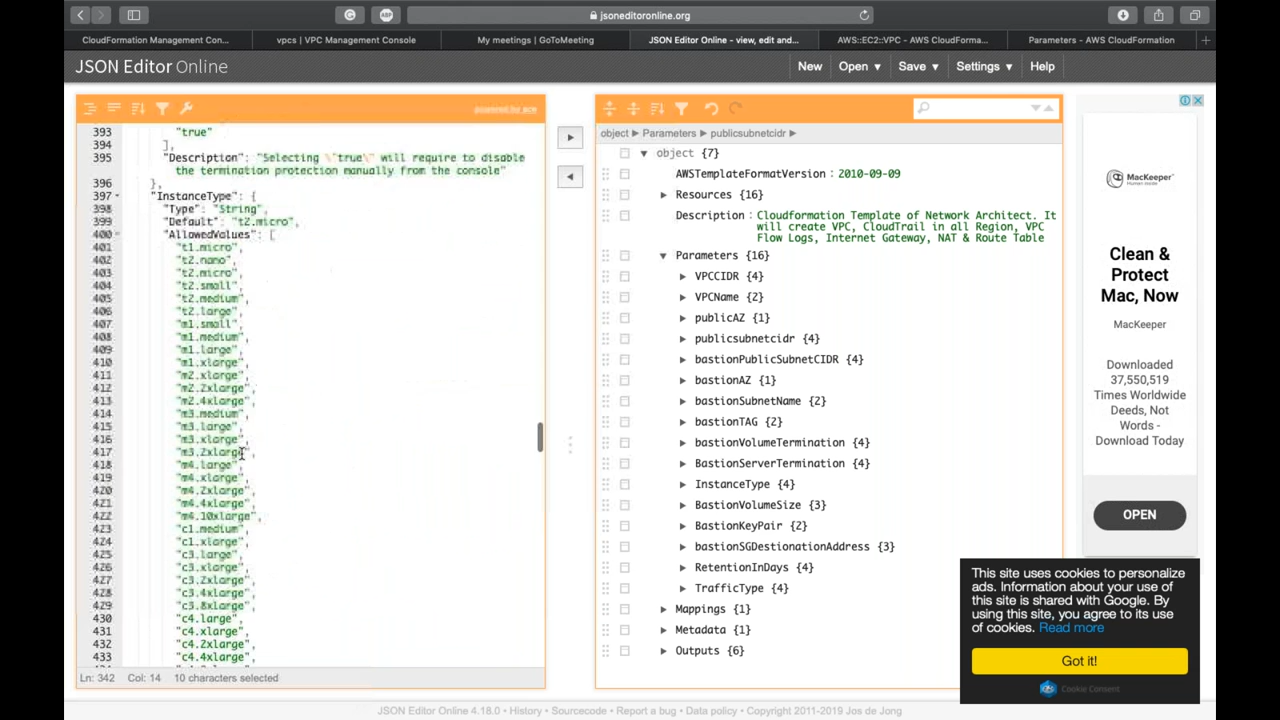 jsoneditoronline.org
CloudFormation Management Con...
vpcs | VPC Management Console
My meetings | GoToMeeting
JSON Editor Online - view, edit and...
AWS::EC2::VPC - AWS CloudForma...
Parameters - AWS CloudFormation
JSON Editor Online
New
Open ▾
Save ▾
Settings ▾
Help
powered by ace
393 "true"
394 ],
395 "Description": "Selecting \"true\" will require to disable
the termination protection manually from the console"
396 },
397 "InstanceType": {
398 "Type": "String",
399 "Default": "t2.micro",
400 "AllowedValues": [
401 "t1.micro",
402 "t2.nano",
403 "t2.micro",
404 "t2.small",
405 "t2.medium",
406 "t2.large",
407 "m1.small",
408 "m1.medium",
409 "m1.large",
410 "m1.xlarge",
411 "m2.xlarge",
412 "m2.2xlarge",
413 "m2.4xlarge",
414 "m3.medium",
415 "m3.large",
416 "m3.xlarge",
417 "m3.2xlarge",
418 "m4.large",
419 "m4.xlarge",
420 "m4.2xlarge",
421 "m4.4xlarge",
422 "m4.10xlarge",
423 "c1.medium",
424 "c1.xlarge",
425 "c3.large",
426 "c3.xlarge",
427 "c3.2xlarge",
428 "c3.4xlarge",
429 "c3.8xlarge",
430 "c4.large",
431 "c4.xlarge",
432 "c4.2xlarge",
433 "c4.4xlarge",
Ln: 342 Col: 14 10 characters selected
object ▸ Parameters ▸ publicsubnetcidr ▸
object {7}
AWSTemplateFormatVersion : 2010-09-09
Resources {16}
Description : Cloudformation Template of Network Architect. It
will create VPC, CloudTrail in all Region, VPC
Flow Logs, Internet Gateway, NAT & Route Table
Parameters {16}
VPCCIDR {4}
VPCName {2}
publicAZ {1}
publicsubnetcidr {4}
bastionPublicSubnetCIDR {4}
bastionAZ {1}
bastionSubnetName {2}
bastionTAG {2}
bastionVolumeTermination {4}
BastionServerTermination {4}
InstanceType {4}
BastionVolumeSize {3}
BastionKeyPair {2}
bastionSGDestionationAddress {3}
RetentionInDays {4}
TrafficType {4}
Mappings {1}
Metadata {1}
Outputs {6}
MacKeeper
Clean &
Protect
Mac, Now
MacKeeper
Downloaded
37,550,519
Times Worldwide
Deeds, Not
Words -
Download Today
OPEN
This site uses cookies to personalize
ads. Information about your use of
this site is shared with Google. By
using this site, you agree to its use
of cookies. Read more
Got it!
Cookie Consent
JSON Editor Online 4.18.0 • History • Sourcecode • Report a bug • Data policy • Copyright 2011-2019 Jos de Jong